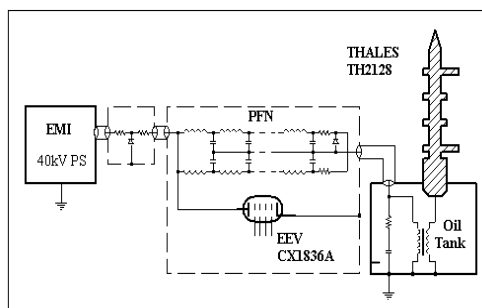 THALES
TH2128
PFN
EMI
40kV PS
EEV
CX1836A
Oil
Tank